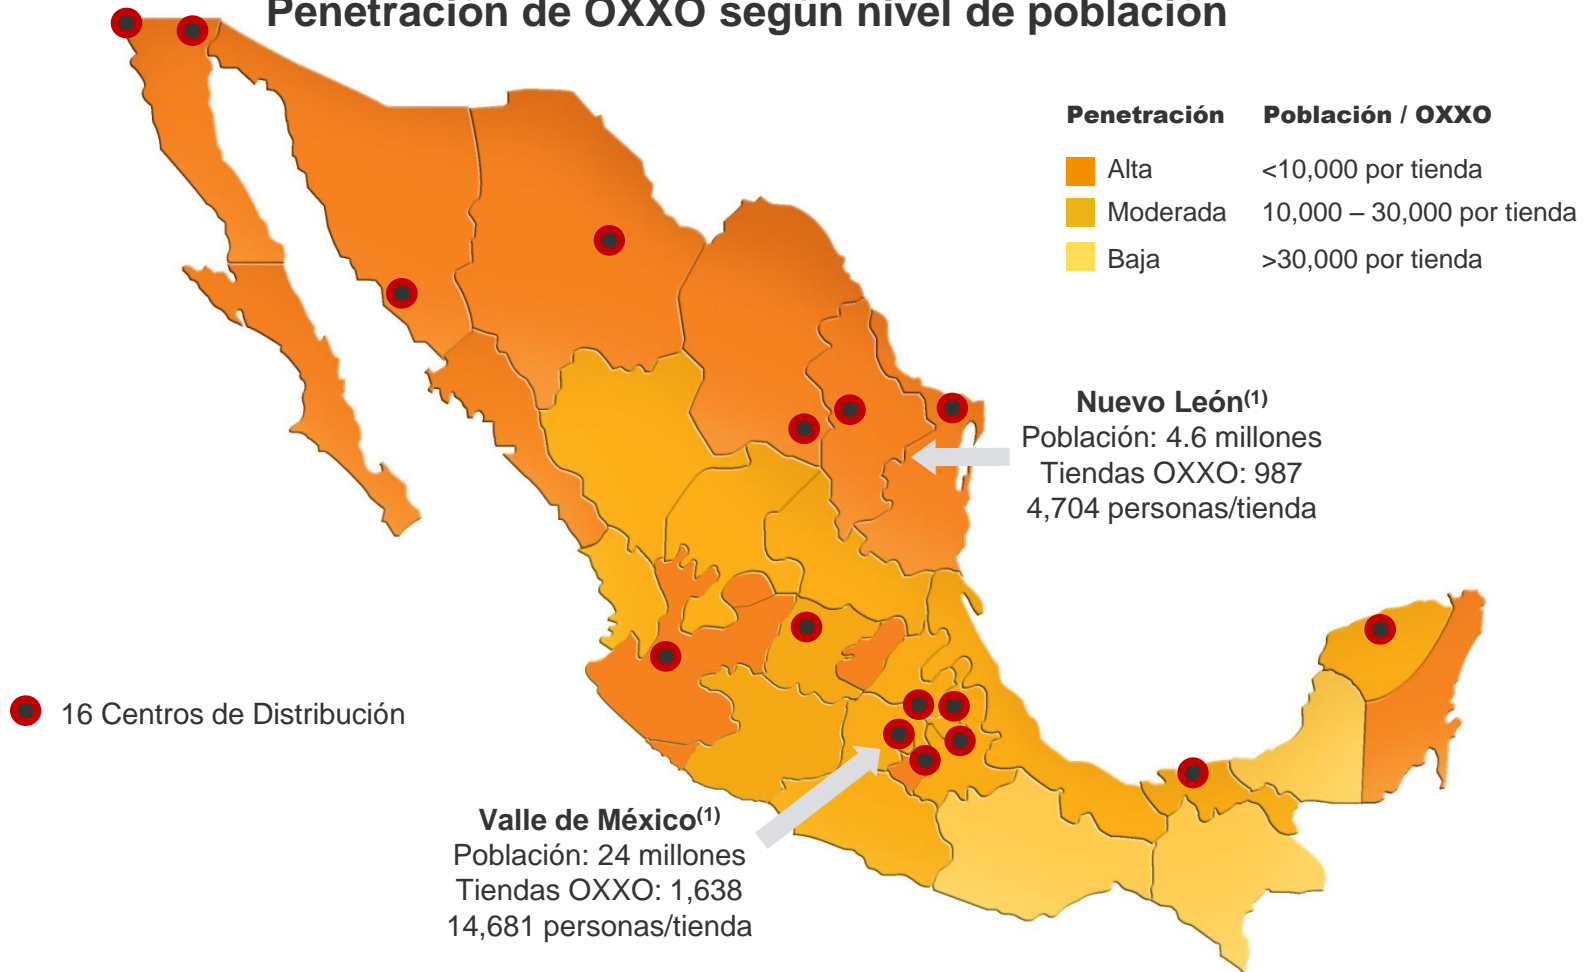 Penetración de OXXO según nivel de población
Penetración Población / OXXO
Alta <10,000 por tienda
Moderada 10,000 – 30,000 por tienda
Baja >30,000 por tienda
Nuevo León(1)
Población: 4.6 millones
Tiendas OXXO: 987
4,704 personas/tienda
16 Centros de Distribución
Valle de México(1)
Población: 24 millones
Tiendas OXXO: 1,638
14,681 personas/tienda